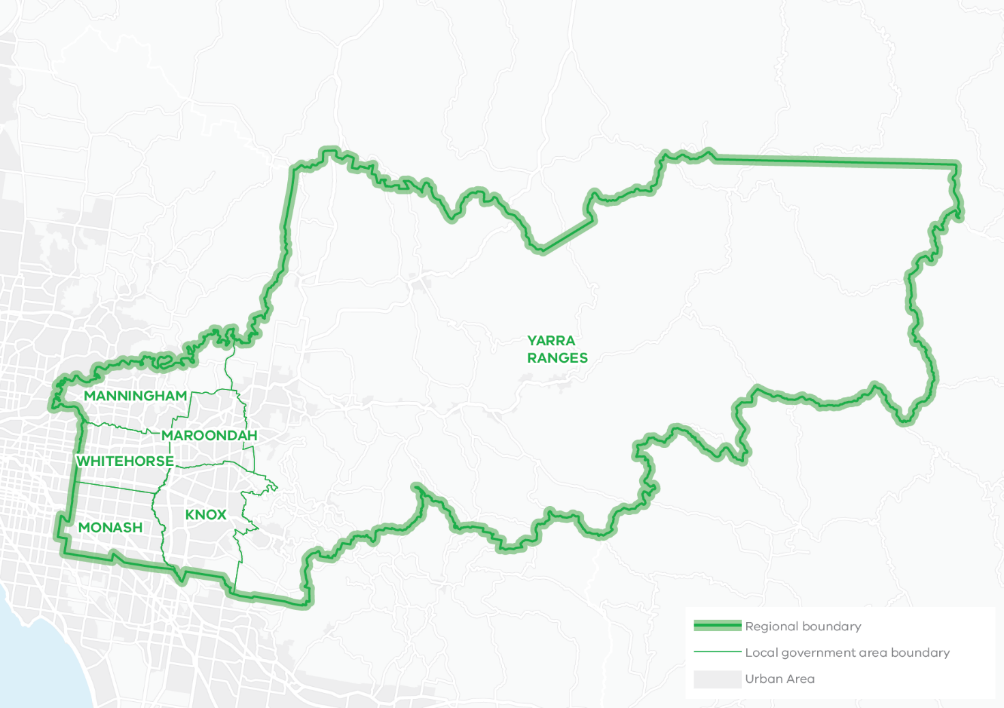 YARRA
RANGES
MANNINGHAM
MAROONDAH
WHITEHORSE
KNOX
MONASH
Regional boundary
Local government area boundary
Urban Area